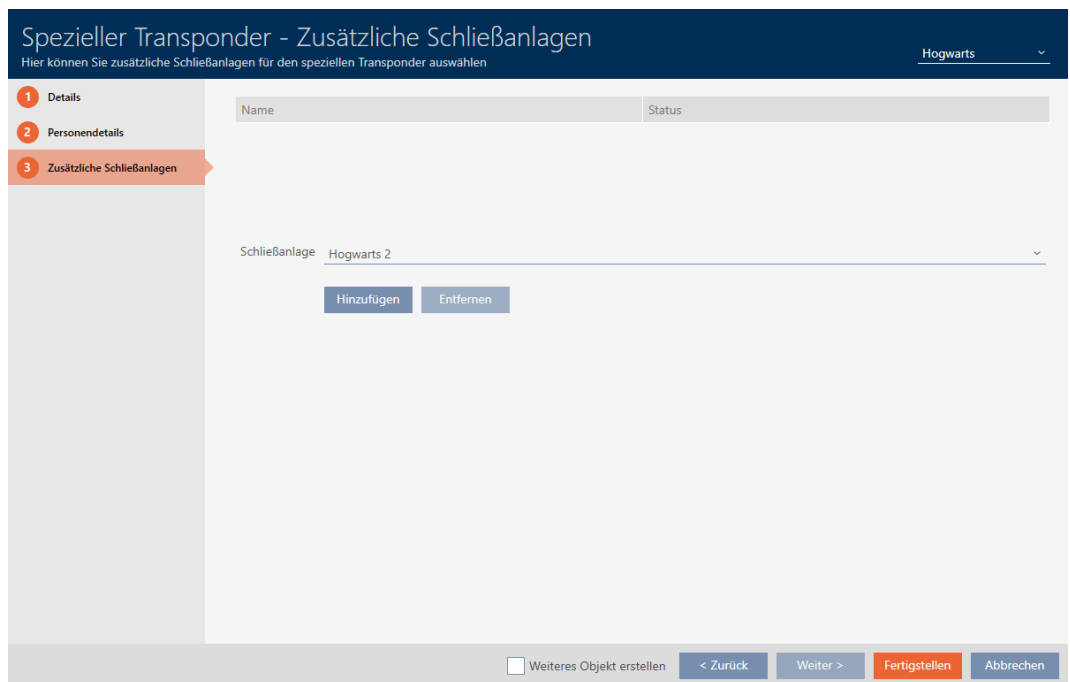 Spezieller Transponder - Zusätzliche Schließanlagen
Hier können Sie zusätzliche Schließanlagen für den speziellen Transponder auswählen
Hogwarts
1 Details
2 Personendetails
3 Zusätzliche Schließanlagen
Name Status
Schließanlage Hogwarts 2
Hinzufügen Entfernen
Weiteres Objekt erstellen < Zurück Weiter > Fertigstellen Abbrechen